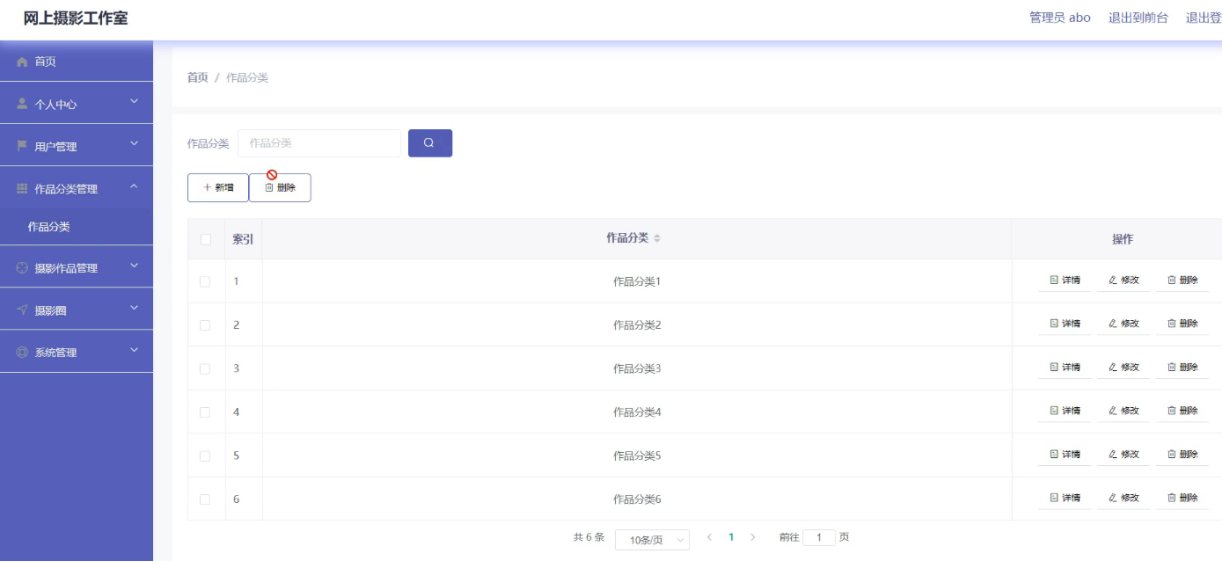 网上摄影工作室
管理员 abo 退出到前台 退出登
首页
个人中心
用户管理
作品分类管理
作品分类
摄影作品管理
摄影圈
系统管理
首页 / 作品分类
作品分类 作品分类
新增 删除
索引 作品分类 操作
1 作品分类1 详情 修改 删除
2 作品分类2 详情 修改 删除
3 作品分类3 详情 修改 删除
4 作品分类4 详情 修改 删除
5 作品分类5 详情 修改 删除
6 作品分类6 详情 修改 删除
共 6 条 10条/页 1 前往 1 页